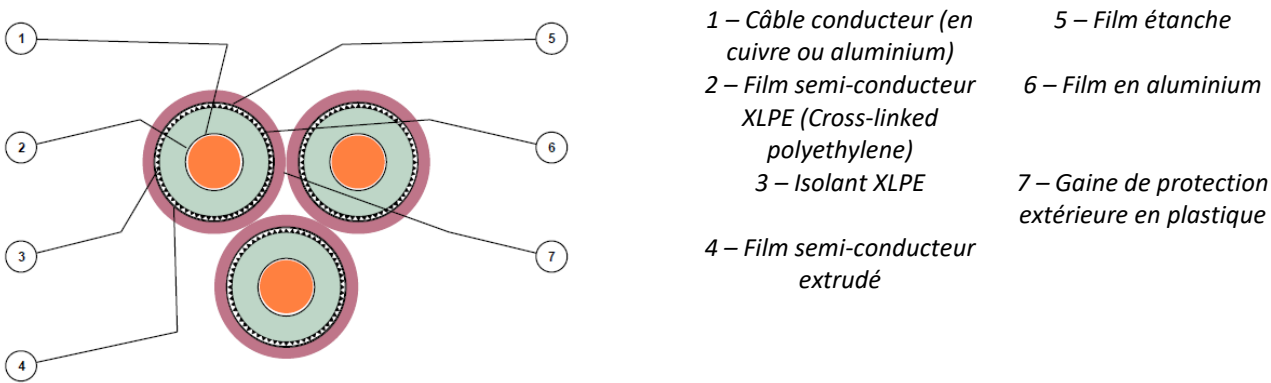 1
5
2
6
3
7
4
1 – Câble conducteur (en
cuivre ou aluminium)
5 – Film étanche
2 – Film semi-conducteur
XLPE (Cross-linked
polyethylene)
6 – Film en aluminium
3 – Isolant XLPE
7 – Gaine de protection
extérieure en plastique
4 – Film semi-conducteur
extrudé